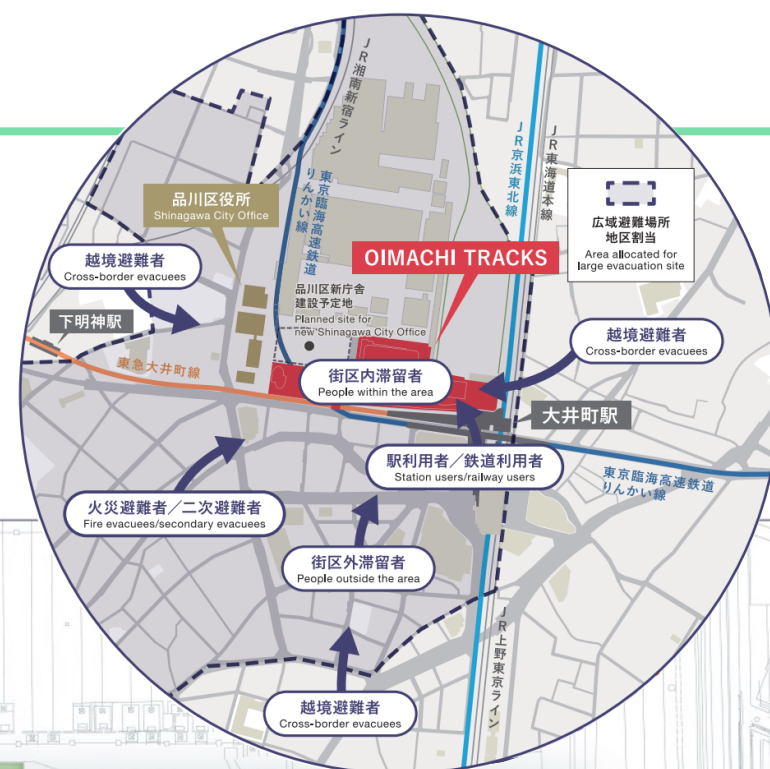 JR湘南新宿ライン
東京臨海高速鉄道
りんかい線
JR京浜東北線
JR東海道本線
品川区役所
Shinagawa City Office
広域避難場所
地区割当
Area allocated for
large evacuation site
越境避難者
Cross-border evacuees
OIMACHI TRACKS
品川区新庁舎
建設予定地
Planned site for
new Shinagawa City Office
下明神駅
東急大井町線
越境避難者
Cross-border evacuees
街区内滞留者
People within the area
大井町駅
駅利用者/鉄道利用者
Station users/railway users
東京臨海高速鉄道
りんかい線
火災避難者/二次避難者
Fire evacuees/secondary evacuees
街区外滞留者
People outside the area
JR上野東京ライン
越境避難者
Cross-border evacuees